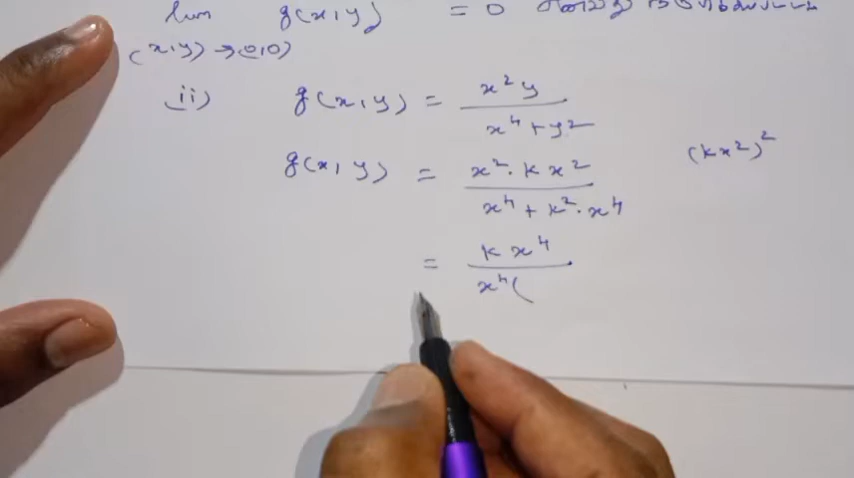 lim g(x,y) = 0
(x,y)→(0,0)
ii) g(x,y) = x²y / x⁴+y²
g(x,y) = x²·kx² / x⁴+k²·x⁴ (kx²)²
= kx⁴ / x⁴(